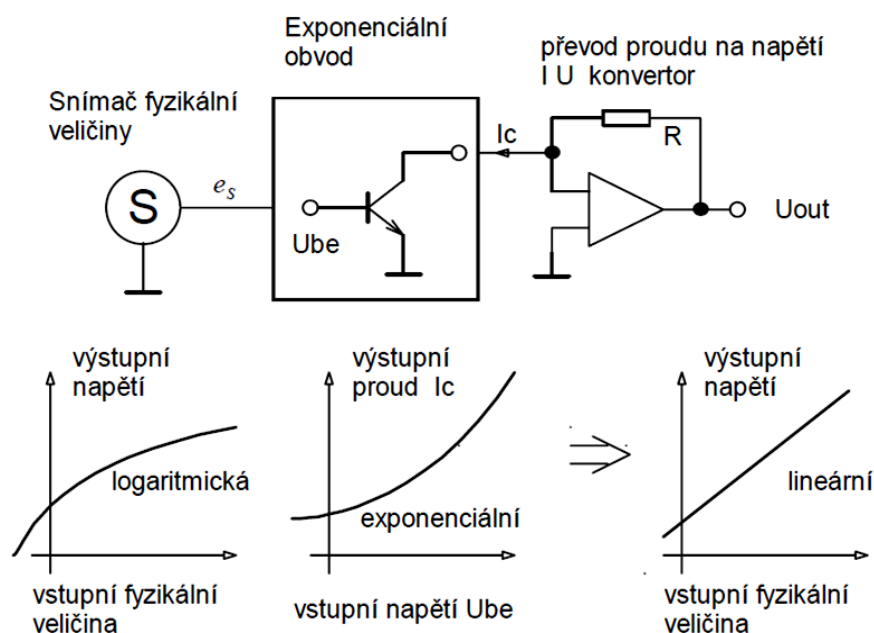 Exponenciální
obvod
převod proudu na napětí
I U konvertor
Snímač fyzikální
veličiny
S
e_s
Ube
Ic
R
Uout
výstupní
napětí
logaritmická
vstupní fyzikální
veličina
výstupní
proud Ic
exponenciální
vstupní napětí Ube
výstupní
napětí
lineární
vstupní fyzikální
veličina